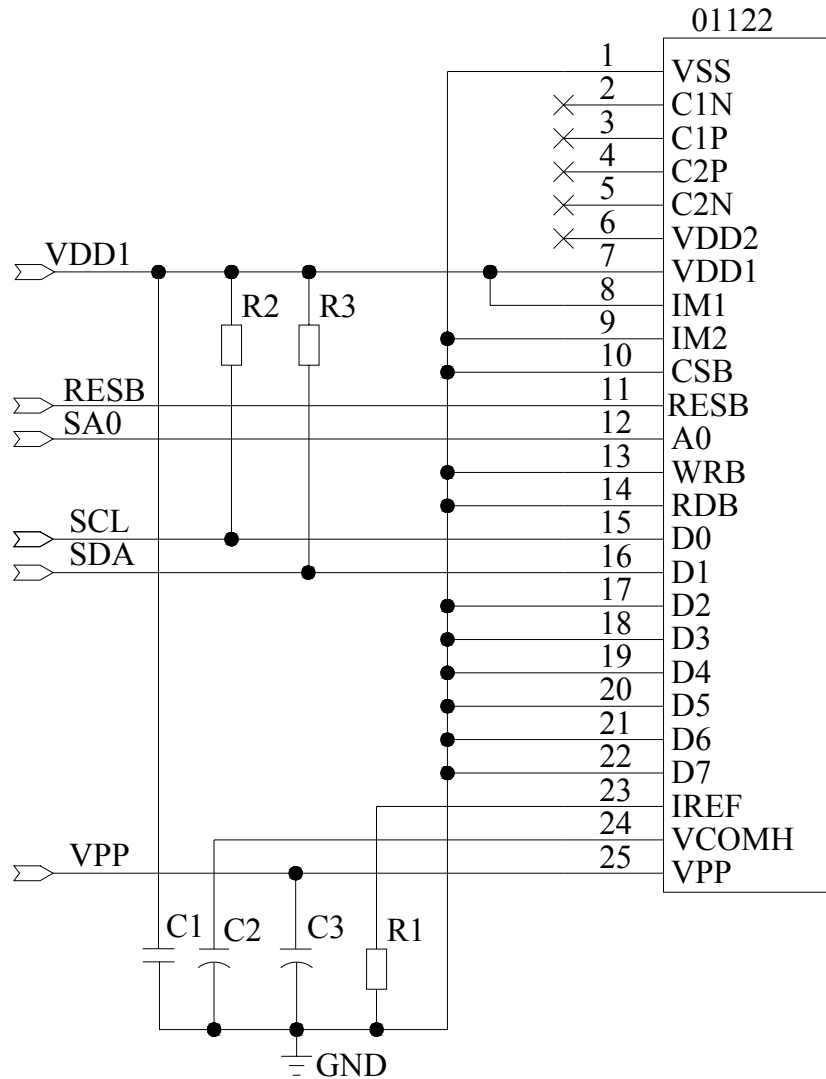 01122
1 VSS
2 C1N
3 C1P
4 C2P
5 C2N
6 VDD2
VDD1 7 VDD1
8 IM1
R2 R3 9 IM2
10 CSB
RESB 11 RESB
SA0 12 A0
13 WRB
14 RDB
SCL 15 D0
SDA 16 D1
17 D2
18 D3
19 D4
20 D5
21 D6
22 D7
23 IREF
24 VCOMH
VPP 25 VPP
C1 C2 C3 R1
GND